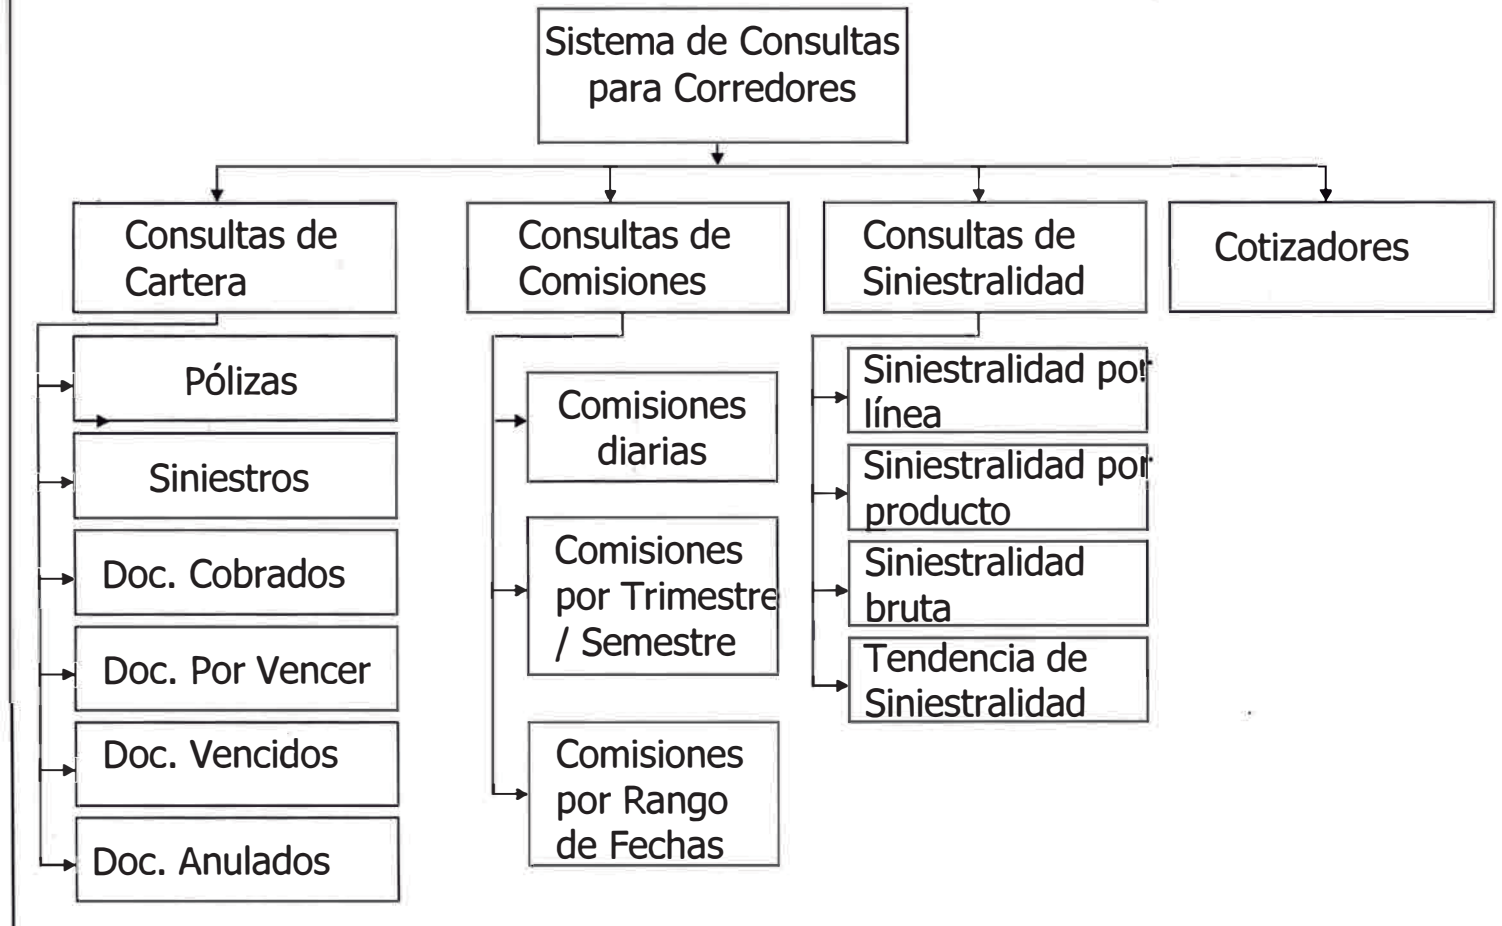 Sistema de Consultas
para Corredores
Consultas de
Cartera
Consultas de
Comisiones
Consultas de
Siniestralidad
Cotizadores
Pólizas
Siniestros
Doc. Cobrados
Doc. Por Vencer
Doc. Vencidos
Doc. Anulados
Comisiones
diarias
Comisiones
por Trimestre
/ Semestre
Comisiones
por Rango
de Fechas
Siniestralidad por
línea
Siniestralidad por
producto
Siniestralidad
bruta
Tendencia de
Siniestralidad